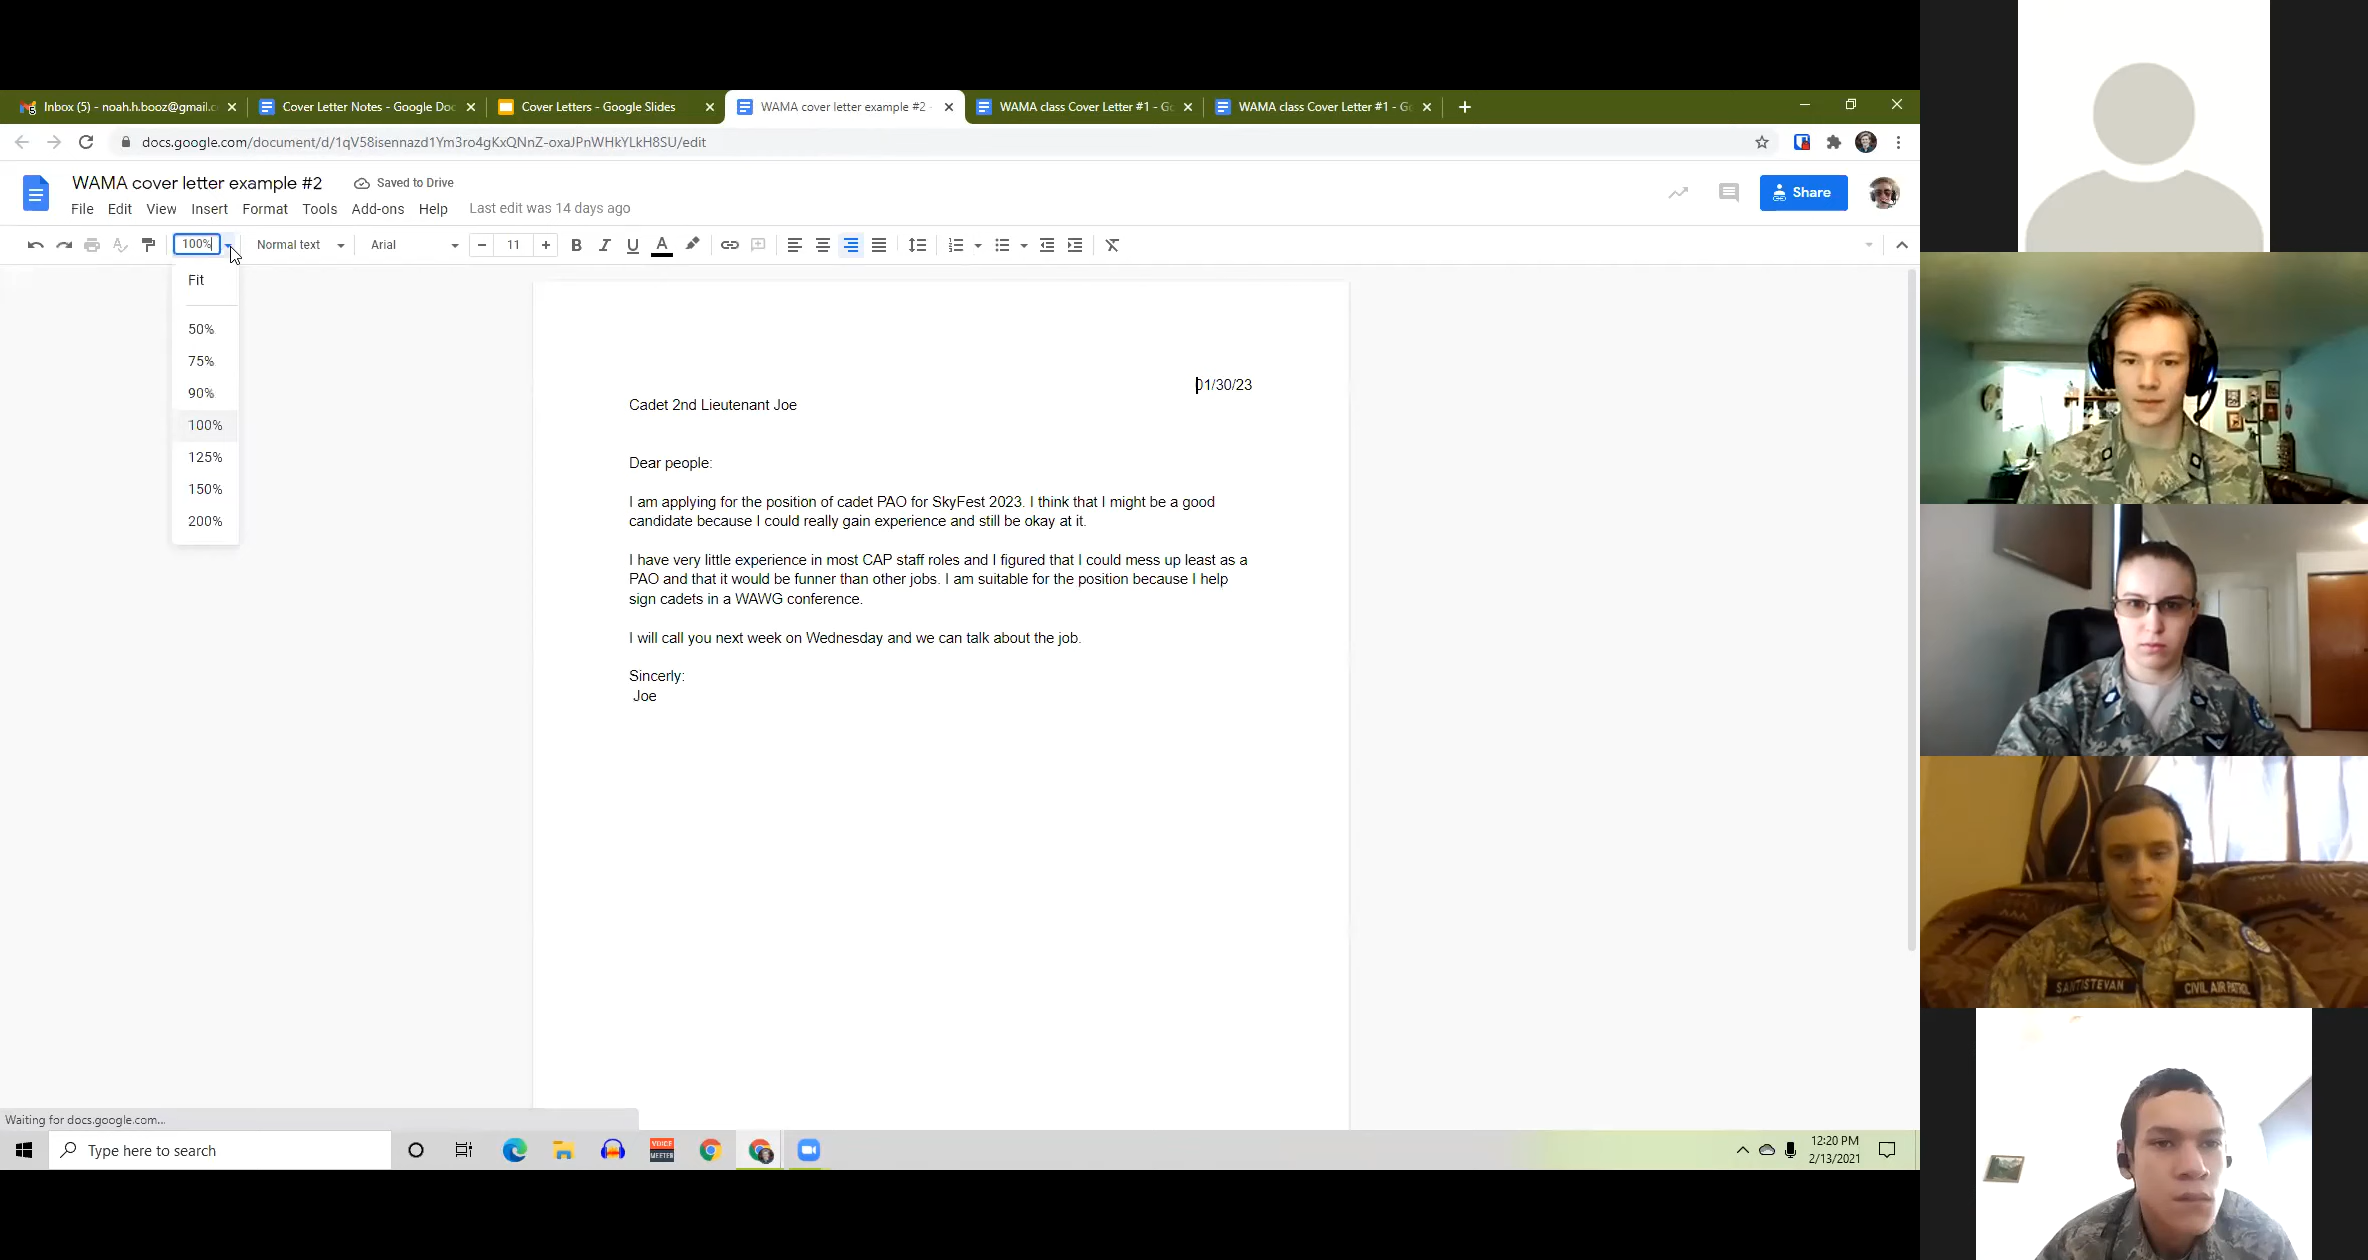 Inbox (5) - noah.h.booz@gmail.c
Cover Letter Notes - Google Doc
Cover Letters - Google Slides
WAMA cover letter example #2 -
WAMA class Cover Letter #1 - Go
WAMA class Cover Letter #1 - Go
docs.google.com/document/d/1qV58isennazd1Ym3ro4gKxQNnZ-oxaJPnWHkYLkH8SU/edit
WAMA cover letter example #2
Saved to Drive
Share
File Edit View Insert Format Tools Add-ons Help
Last edit was 14 days ago
100% Normal text Arial 11 B I U A
Fit
50%
75%
90%
100%
125%
150%
200%
01/30/23
Cadet 2nd Lieutenant Joe
Dear people:
I am applying for the position of cadet PAO for SkyFest 2023. I think that I might be a good
candidate because I could really gain experience and still be okay at it.
I have very little experience in most CAP staff roles and I figured that I could mess up least as a
PAO and that it would be funner than other jobs. I am suitable for the position because I help
sign cadets in a WAWG conference.
I will call you next week on Wednesday and we can talk about the job.
Sincerly:
Joe
SANTISTEVAN
CIVIL AIR PATROL
Waiting for docs.google.com...
Type here to search
VOICE
MEETER
12:20 PM
2/13/2021